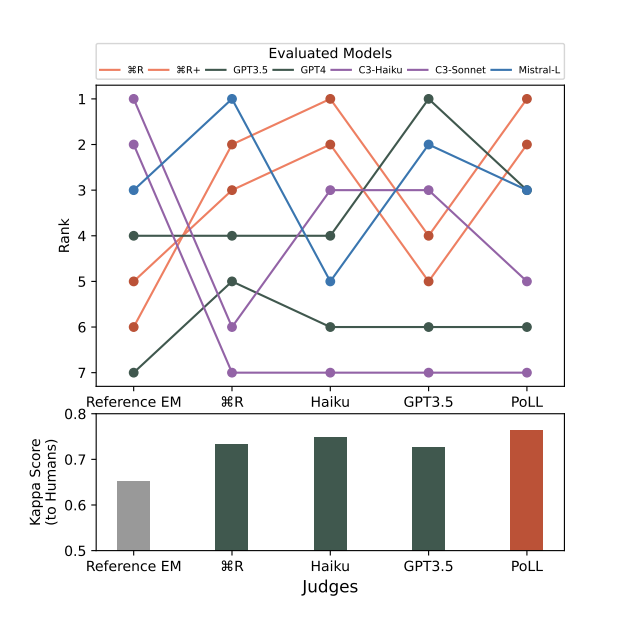 Evaluated Models
⌘R ⌘R+ GPT3.5 GPT4 C3-Haiku C3-Sonnet Mistral-L
1
2
3
4
5
6
7
Rank
Reference EM ⌘R Haiku GPT3.5 PoLL
0.8
0.7
0.6
0.5
Kappa Score
(to Humans)
Reference EM ⌘R Haiku GPT3.5 PoLL
Judges